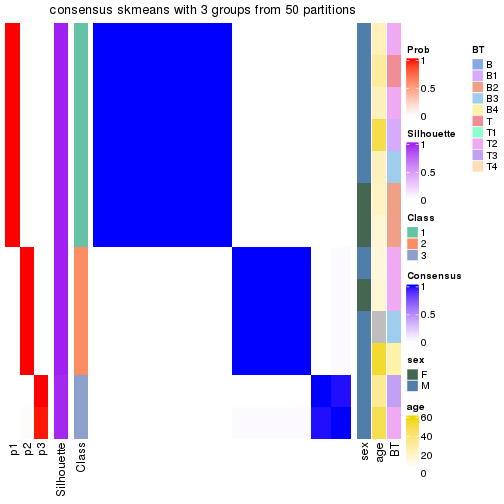 consensus skmeans with 3 groups from 50 partitions
p1
p2
p3
Silhouette
Class
sex
age
BT
Prob
1
0.5
0
Silhouette
1
0.5
0
Class
1
2
3
Consensus
1
0.5
0
sex
F
M
age
60
40
20
0
BT
B
B1
B2
B3
B4
T
T1
T2
T3
T4